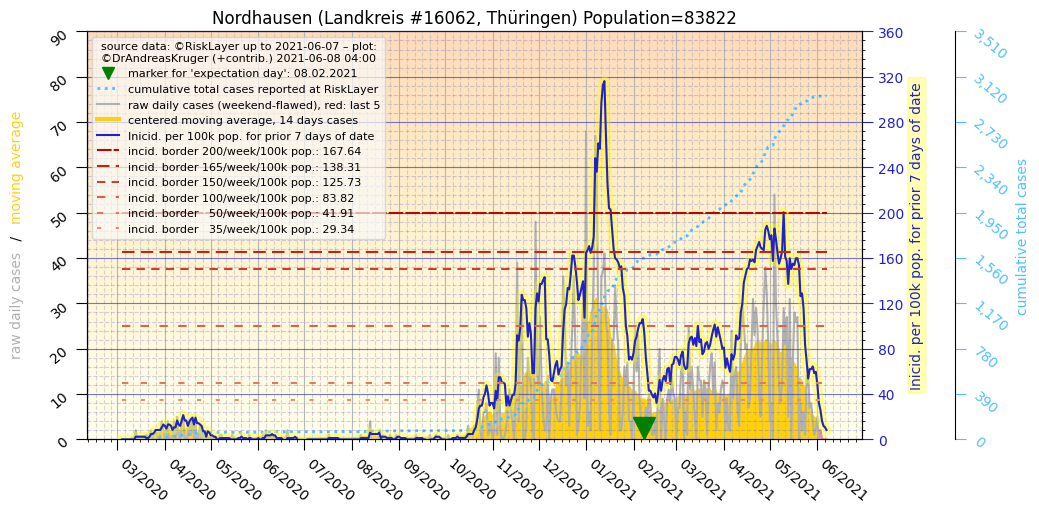 Nordhausen (Landkreis #16062, Thüringen) Population=83822
source data: ©RiskLayer up to 2021-06-07 – plot:
©DrAndreasKruger (+contrib.) 2021-06-08 04:00
marker for 'expectation day': 08.02.2021
cumulative total cases reported at RiskLayer
raw daily cases (weekend-flawed), red: last 5
centered moving average, 14 days cases
Inicid. per 100k pop. for prior 7 days of date
incid. border 200/week/100k pop.: 167.64
incid. border 165/week/100k pop.: 138.31
incid. border 150/week/100k pop.: 125.73
incid. border 100/week/100k pop.: 83.82
incid. border 50/week/100k pop.: 41.91
incid. border 35/week/100k pop.: 29.34
raw daily cases / moving average
90
80
70
60
50
40
30
20
10
0
03/2020
04/2020
05/2020
06/2020
07/2020
08/2020
09/2020
10/2020
11/2020
12/2020
01/2021
02/2021
03/2021
04/2021
05/2021
06/2021
360
320
280
240
200
160
120
80
40
0
Inicid. per 100k pop. for prior 7 days of date
3,510
3,120
2,730
2,340
1,950
1,560
1,170
780
390
0
cumulative total cases